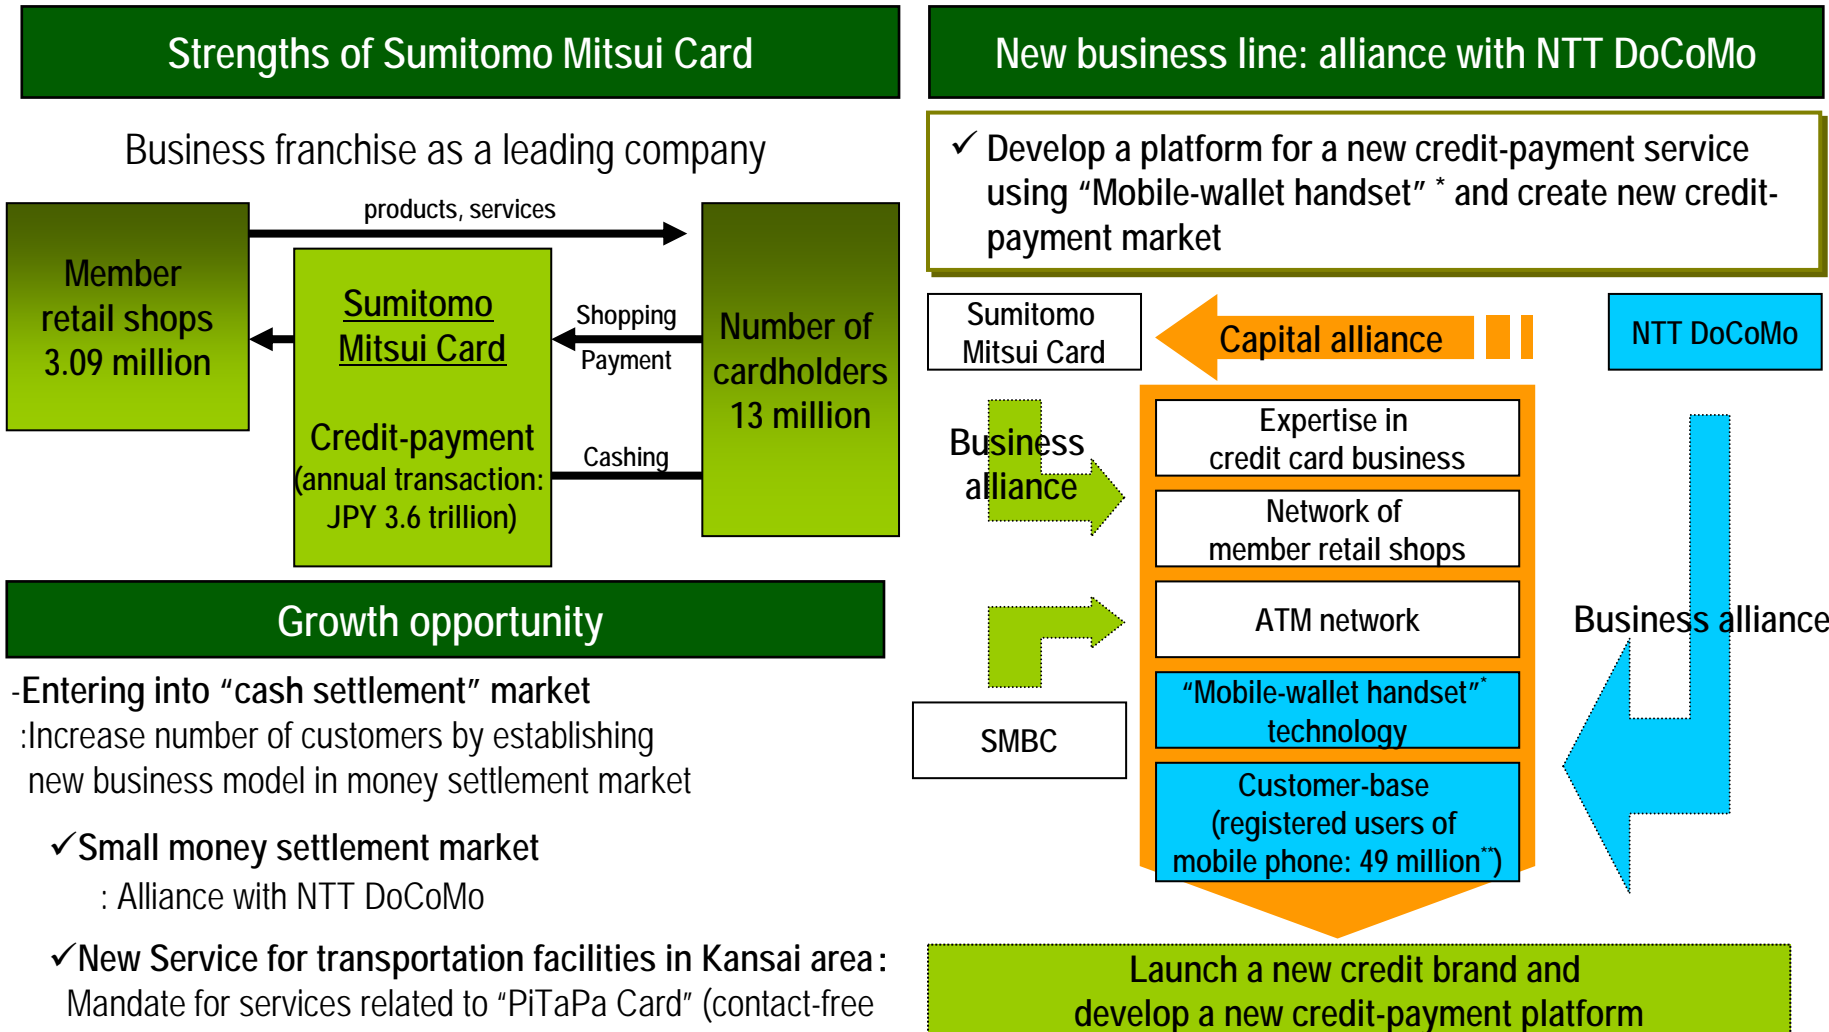 Strengths of Sumitomo Mitsui Card
Business franchise as a leading company
products, services
Member
retail shops
3.09 million
Sumitomo
Mitsui Card
Credit-payment
(annual transaction:
JPY 3.6 trillion)
Shopping
Payment
Cashing
Number of
cardholders
13 million
Growth opportunity
-Entering into “cash settlement” market
:Increase number of customers by establishing
new business model in money settlement market
✓Small money settlement market
: Alliance with NTT DoCoMo
✓New Service for transportation facilities in Kansai area :
Mandate for services related to “PiTaPa Card” (contact-free
New business line: alliance with NTT DoCoMo
✓ Develop a platform for a new credit-payment service
using “Mobile-wallet handset” * and create new credit-
payment market
Sumitomo
Mitsui Card
Capital alliance
NTT DoCoMo
Business
alliance
Expertise in
credit card business
Network of
member retail shops
ATM network
“Mobile-wallet handset”*
technology
Customer-base
(registered users of
mobile phone: 49 million**)
SMBC
Business alliance
Launch a new credit brand and
develop a new credit-payment platform